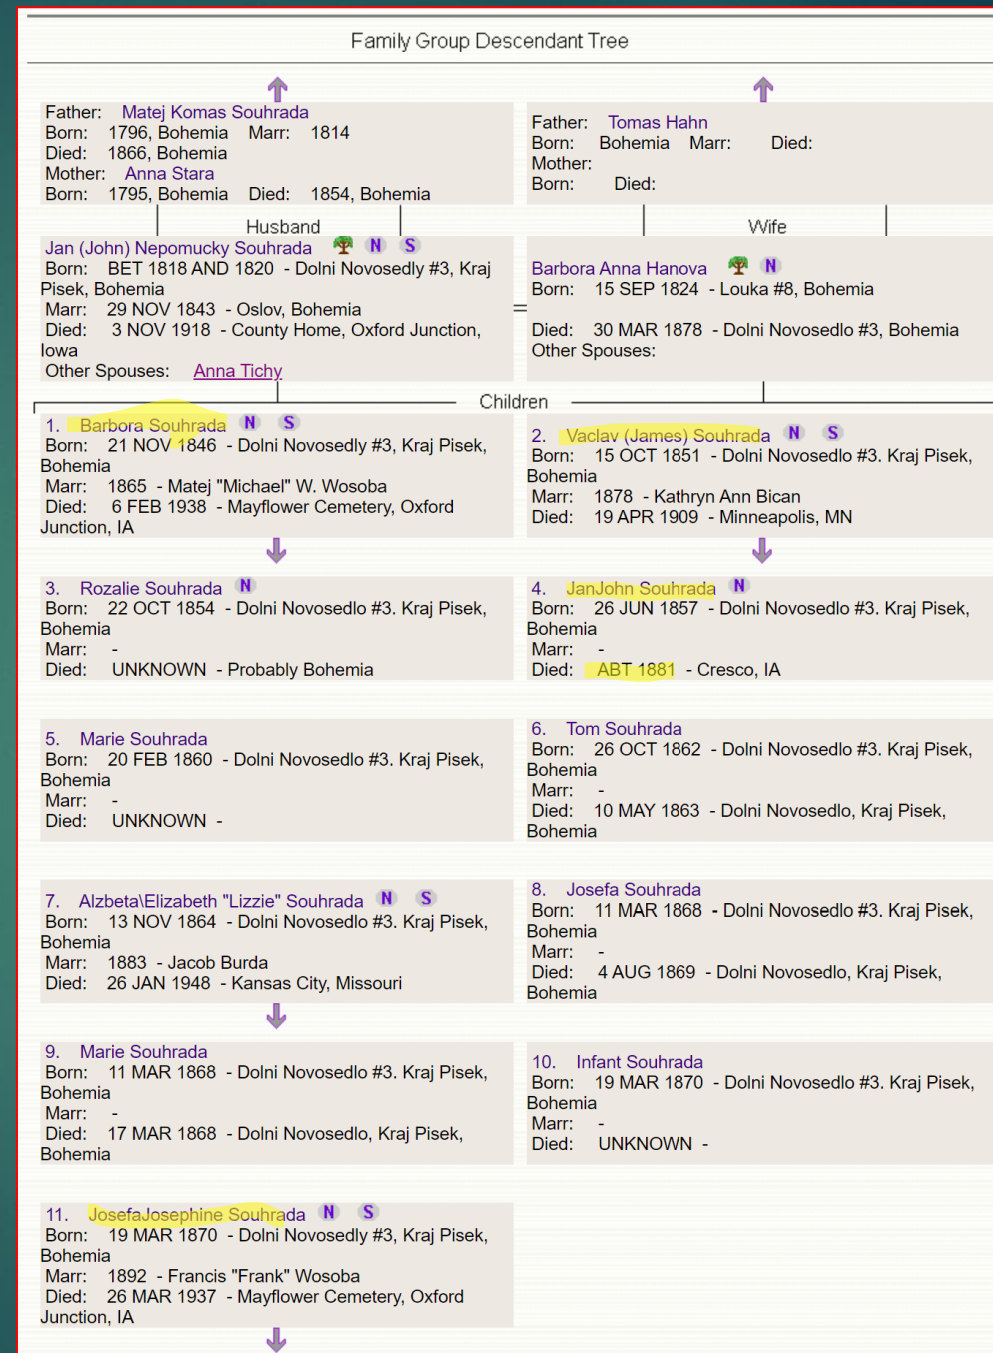 Family Group Descendant Tree
Father: Matej Komas Souhrada
Born: 1796, Bohemia Marr: 1814
Died: 1866, Bohemia
Mother: Anna Stara
Born: 1795, Bohemia Died: 1854, Bohemia
Father: Tomas Hahn
Born: Bohemia Marr: Died:
Mother:
Born: Died:
Husband
Jan (John) Nepomucky Souhrada N S
Born: BET 1818 AND 1820 - Dolni Novosedly #3, Kraj
Pisek, Bohemia
Marr: 29 NOV 1843 - Oslov, Bohemia
Died: 3 NOV 1918 - County Home, Oxford Junction,
Iowa
Other Spouses: Anna Tichy
=
Wife
Barbora Anna Hanova N
Born: 15 SEP 1824 - Louka #8, Bohemia
Died: 30 MAR 1878 - Dolni Novosedlo #3, Bohemia
Other Spouses:
Children
1. Barbora Souhrada N S
Born: 21 NOV 1846 - Dolni Novosedly #3, Kraj Pisek,
Bohemia
Marr: 1865 - Matej "Michael" W. Wosoba
Died: 6 FEB 1938 - Mayflower Cemetery, Oxford
Junction, IA
2. Vaclav (James) Souhrada N S
Born: 15 OCT 1851 - Dolni Novosedlo #3. Kraj Pisek,
Bohemia
Marr: 1878 - Kathryn Ann Bican
Died: 19 APR 1909 - Minneapolis, MN
3. Rozalie Souhrada N
Born: 22 OCT 1854 - Dolni Novosedlo #3. Kraj Pisek,
Bohemia
Marr: -
Died: UNKNOWN - Probably Bohemia
4. JanJohn Souhrada N
Born: 26 JUN 1857 - Dolni Novosedlo #3. Kraj Pisek,
Bohemia
Marr: -
Died: ABT 1881 - Cresco, IA
5. Marie Souhrada
Born: 20 FEB 1860 - Dolni Novosedlo #3. Kraj Pisek,
Bohemia
Marr: -
Died: UNKNOWN -
6. Tom Souhrada
Born: 26 OCT 1862 - Dolni Novosedlo #3. Kraj Pisek,
Bohemia
Marr: -
Died: 10 MAY 1863 - Dolni Novosedlo, Kraj Pisek,
Bohemia
7. Alzbeta\Elizabeth "Lizzie" Souhrada N S
Born: 13 NOV 1864 - Dolni Novosedlo #3. Kraj Pisek,
Bohemia
Marr: 1883 - Jacob Burda
Died: 26 JAN 1948 - Kansas City, Missouri
8. Josefa Souhrada
Born: 11 MAR 1868 - Dolni Novosedlo #3. Kraj Pisek,
Bohemia
Marr: -
Died: 4 AUG 1869 - Dolni Novosedlo, Kraj Pisek,
Bohemia
9. Marie Souhrada
Born: 11 MAR 1868 - Dolni Novosedlo #3. Kraj Pisek,
Bohemia
Marr: -
Died: 17 MAR 1868 - Dolni Novosedlo, Kraj Pisek,
Bohemia
10. Infant Souhrada
Born: 19 MAR 1870 - Dolni Novosedlo #3. Kraj Pisek,
Bohemia
Marr: -
Died: UNKNOWN -
11. JosefaJosephine Souhrada N S
Born: 19 MAR 1870 - Dolni Novosedly #3, Kraj Pisek,
Bohemia
Marr: 1892 - Francis "Frank" Wosoba
Died: 26 MAR 1937 - Mayflower Cemetery, Oxford
Junction, IA